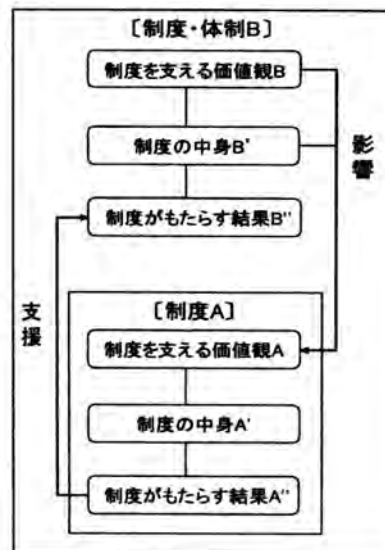 〔制度・体制B〕
制度を支える価値観B
制度の中身B'
影響
制度がもたらす結果B''
支援
〔制度A〕
制度を支える価値観A
制度の中身A'
制度がもたらす結果A''